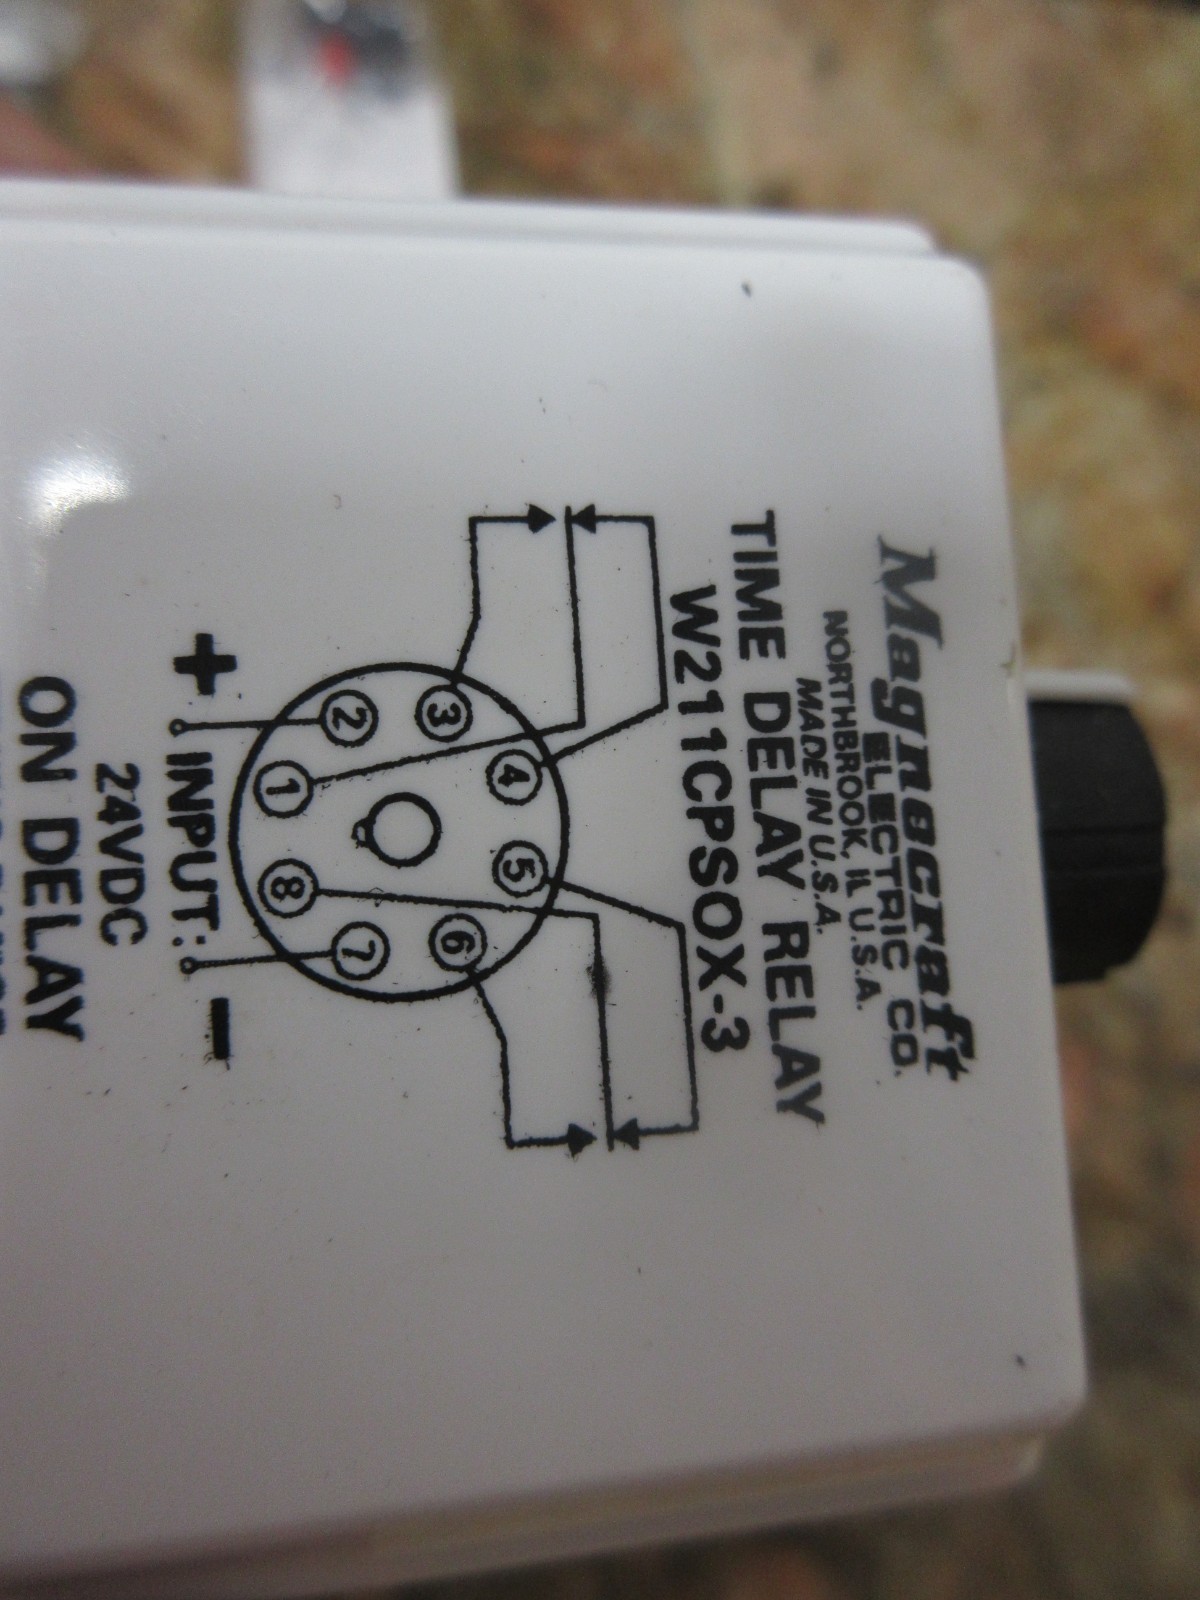 Magnecraft
ELECTRIC CO.
NORTHBROOK, IL U.S.A.
MADE IN U.S.A.
TIME DELAY RELAY
W211CPSOX-3
4 5
3 6
2 7
1 8
+ INPUT: -
24VDC
ON DELAY